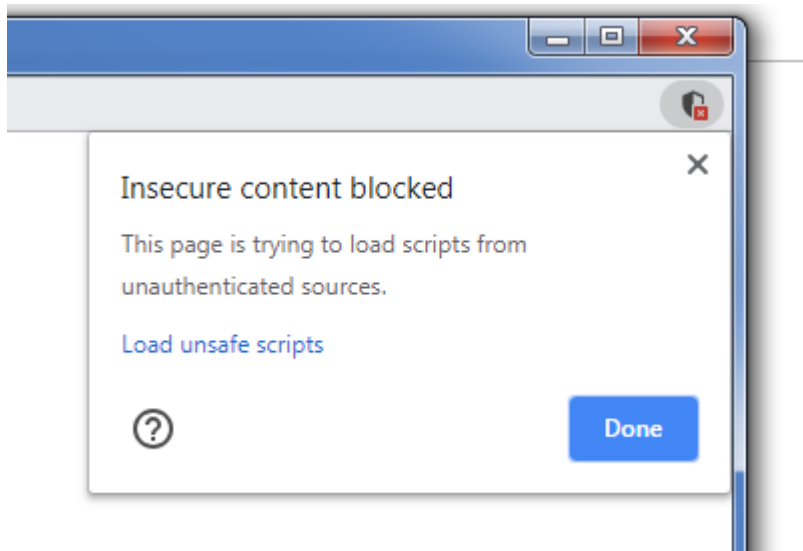 Insecure content blocked
This page is trying to load scripts from
unauthenticated sources.
Load unsafe scripts
Done